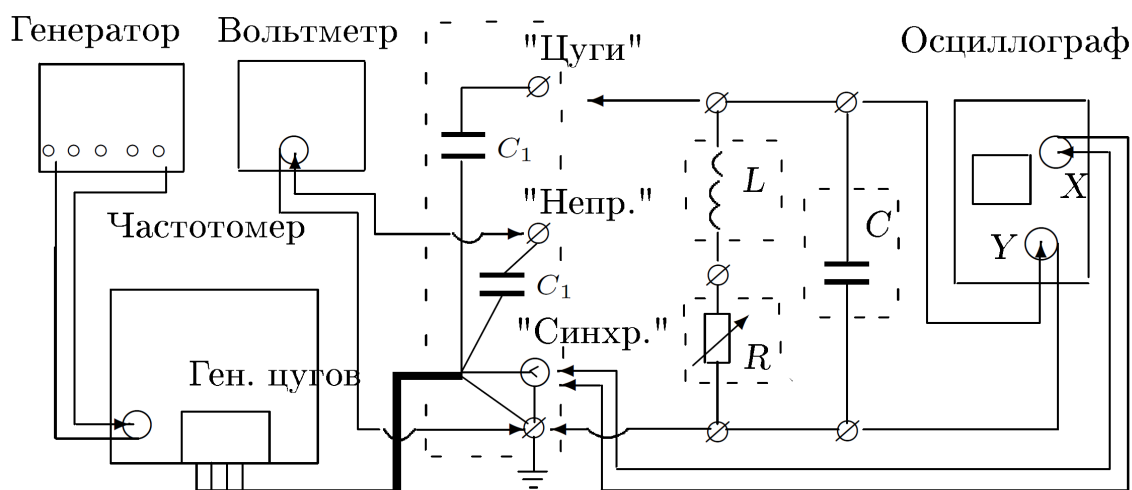 Генератор
Вольтметр
"Цуги"
Осциллограф
C1
L
X
"Непр."
Частотомер
C
Y
C1
"Синхр."
R
Ген. цугов